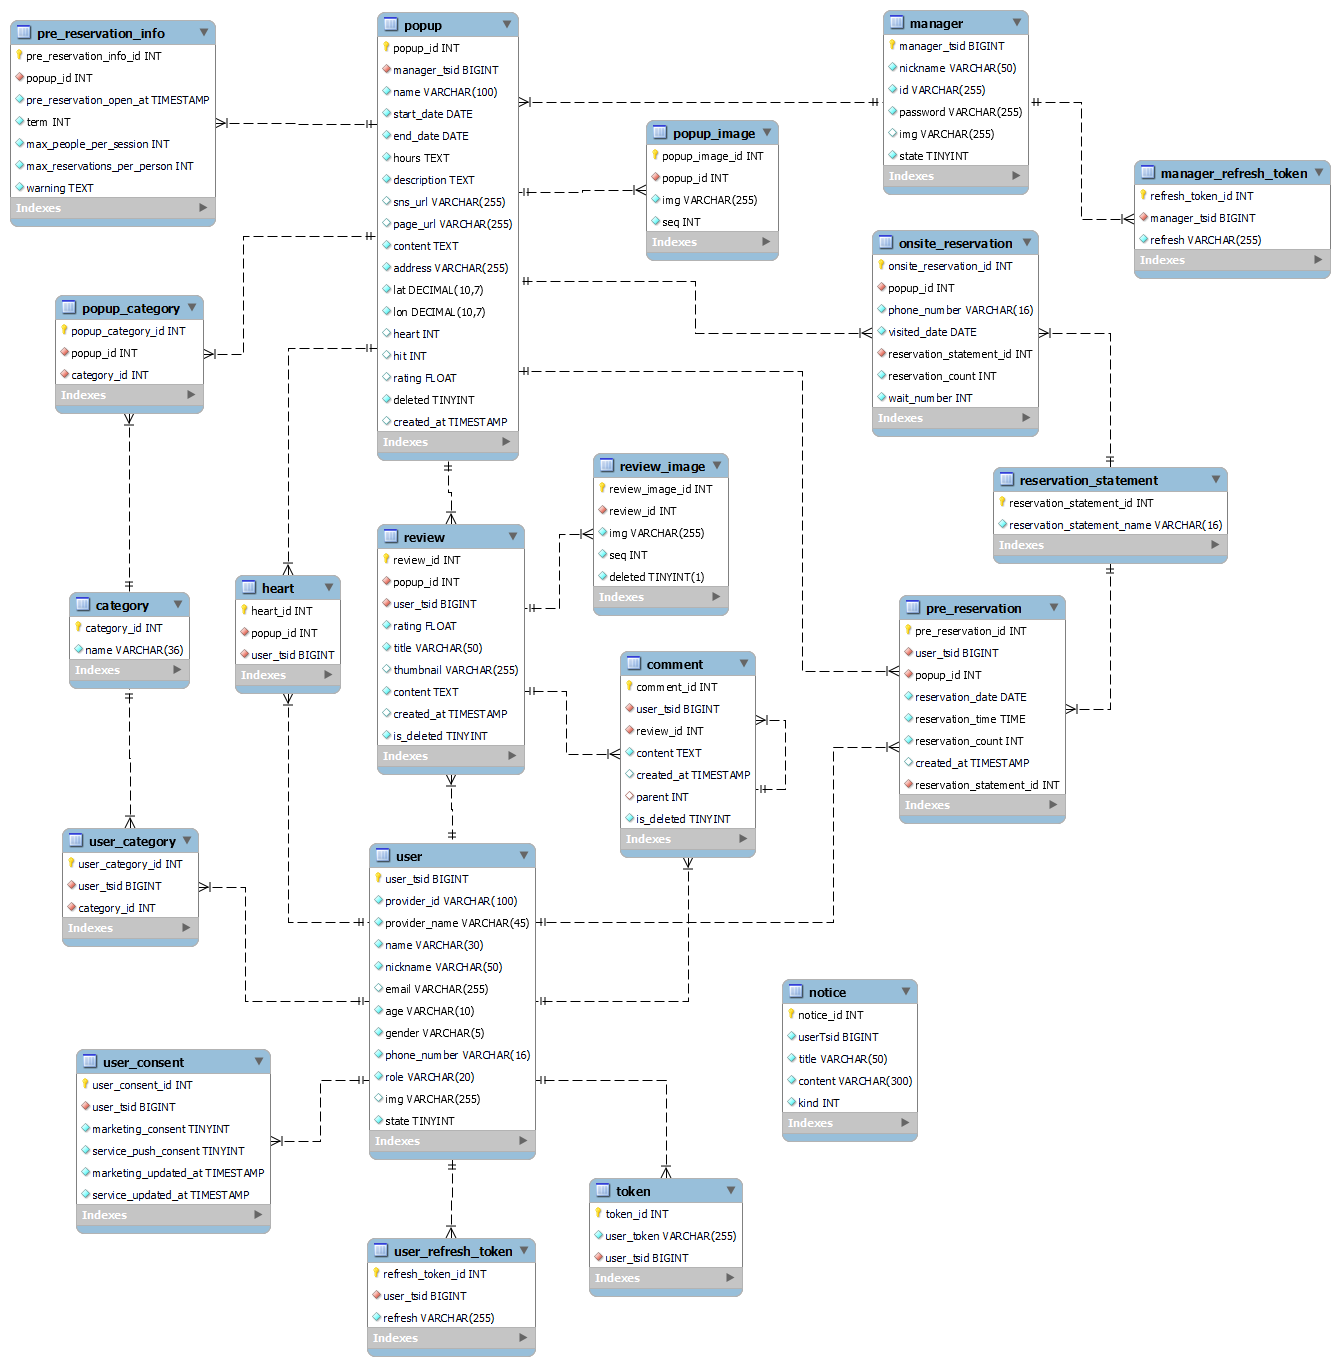 pre_reservation_info
pre_reservation_info_id INT
popup_id INT
pre_reservation_open_at TIMESTAMP
term INT
max_people_per_session INT
max_reservations_per_person INT
warning TEXT
Indexes
popup
popup_id INT
manager_tsid BIGINT
name VARCHAR(100)
start_date DATE
end_date DATE
hours TEXT
description TEXT
sns_url VARCHAR(255)
page_url VARCHAR(255)
content TEXT
address VARCHAR(255)
lat DECIMAL(10,7)
lon DECIMAL(10,7)
heart INT
hit INT
rating FLOAT
deleted TINYINT
created_at TIMESTAMP
Indexes
manager
manager_tsid BIGINT
nickname VARCHAR(50)
id VARCHAR(255)
password VARCHAR(255)
img VARCHAR(255)
state TINYINT
Indexes
popup_image
popup_image_id INT
popup_id INT
img VARCHAR(255)
seq INT
Indexes
manager_refresh_token
refresh_token_id INT
manager_tsid BIGINT
refresh VARCHAR(255)
Indexes
onsite_reservation
onsite_reservation_id INT
popup_id INT
phone_number VARCHAR(16)
visited_date DATE
reservation_statement_id INT
reservation_count INT
wait_number INT
Indexes
popup_category
popup_category_id INT
popup_id INT
category_id INT
Indexes
review_image
review_image_id INT
review_id INT
img VARCHAR(255)
seq INT
deleted TINYINT(1)
Indexes
reservation_statement
reservation_statement_id INT
reservation_statement_name VARCHAR(16)
Indexes
review
review_id INT
popup_id INT
user_tsid BIGINT
rating FLOAT
title VARCHAR(50)
thumbnail VARCHAR(255)
content TEXT
created_at TIMESTAMP
is_deleted TINYINT
Indexes
heart
heart_id INT
popup_id INT
user_tsid BIGINT
Indexes
category
category_id INT
name VARCHAR(36)
Indexes
pre_reservation
pre_reservation_id INT
user_tsid BIGINT
popup_id INT
reservation_date DATE
reservation_time TIME
reservation_count INT
created_at TIMESTAMP
reservation_statement_id INT
Indexes
comment
comment_id INT
user_tsid BIGINT
review_id INT
content TEXT
created_at TIMESTAMP
parent INT
is_deleted TINYINT
Indexes
user_category
user_category_id INT
user_tsid BIGINT
category_id INT
Indexes
user
user_tsid BIGINT
provider_id VARCHAR(100)
provider_name VARCHAR(45)
name VARCHAR(30)
nickname VARCHAR(50)
email VARCHAR(255)
age VARCHAR(10)
gender VARCHAR(5)
phone_number VARCHAR(16)
role VARCHAR(20)
img VARCHAR(255)
state TINYINT
Indexes
notice
notice_id INT
userTsid BIGINT
title VARCHAR(50)
content VARCHAR(300)
kind INT
Indexes
user_consent
user_consent_id INT
user_tsid BIGINT
marketing_consent TINYINT
service_push_consent TINYINT
marketing_updated_at TIMESTAMP
service_updated_at TIMESTAMP
Indexes
token
token_id INT
user_token VARCHAR(255)
user_tsid BIGINT
Indexes
user_refresh_token
refresh_token_id INT
user_tsid BIGINT
refresh VARCHAR(255)
Indexes